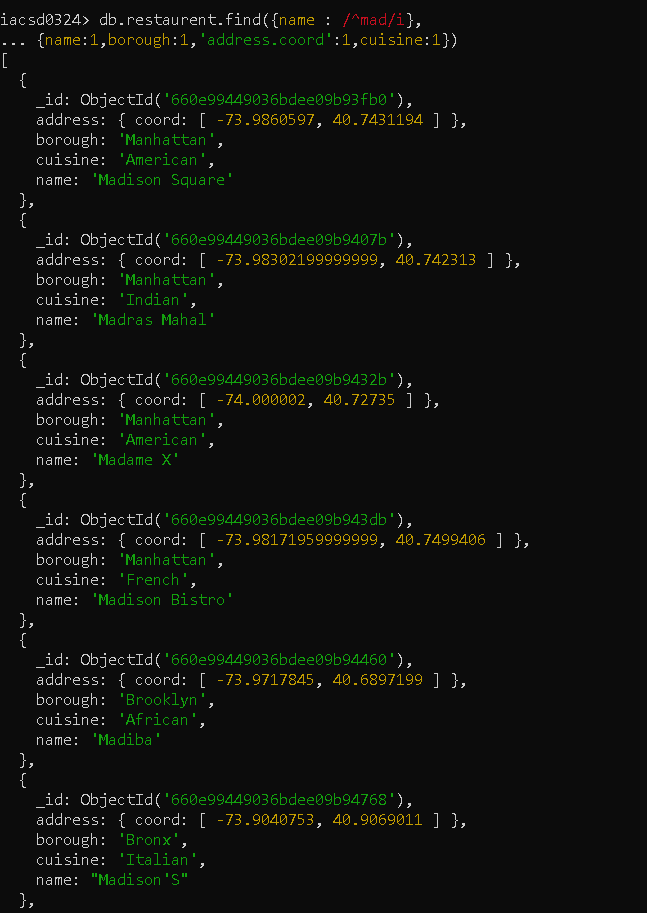 iacsd0324> db.restaurent.find({name : /^mad/i},
... {name:1,borough:1,'address.coord':1,cuisine:1})
[
  {
    _id: ObjectId('660e99449036bdee09b93fb0'),
    address: { coord: [ -73.9860597, 40.7431194 ] },
    borough: 'Manhattan',
    cuisine: 'American',
    name: 'Madison Square'
  },
  {
    _id: ObjectId('660e99449036bdee09b9407b'),
    address: { coord: [ -73.98302199999999, 40.742313 ] },
    borough: 'Manhattan',
    cuisine: 'Indian',
    name: 'Madras Mahal'
  },
  {
    _id: ObjectId('660e99449036bdee09b9432b'),
    address: { coord: [ -74.000002, 40.72735 ] },
    borough: 'Manhattan',
    cuisine: 'American',
    name: 'Madame X'
  },
  {
    _id: ObjectId('660e99449036bdee09b943db'),
    address: { coord: [ -73.98171959999999, 40.7499406 ] },
    borough: 'Manhattan',
    cuisine: 'French',
    name: 'Madison Bistro'
  },
  {
    _id: ObjectId('660e99449036bdee09b94460'),
    address: { coord: [ -73.9717845, 40.6897199 ] },
    borough: 'Brooklyn',
    cuisine: 'African',
    name: 'Madiba'
  },
  {
    _id: ObjectId('660e99449036bdee09b94768'),
    address: { coord: [ -73.9040753, 40.9069011 ] },
    borough: 'Bronx',
    cuisine: 'Italian',
    name: "Madison'S"
  },